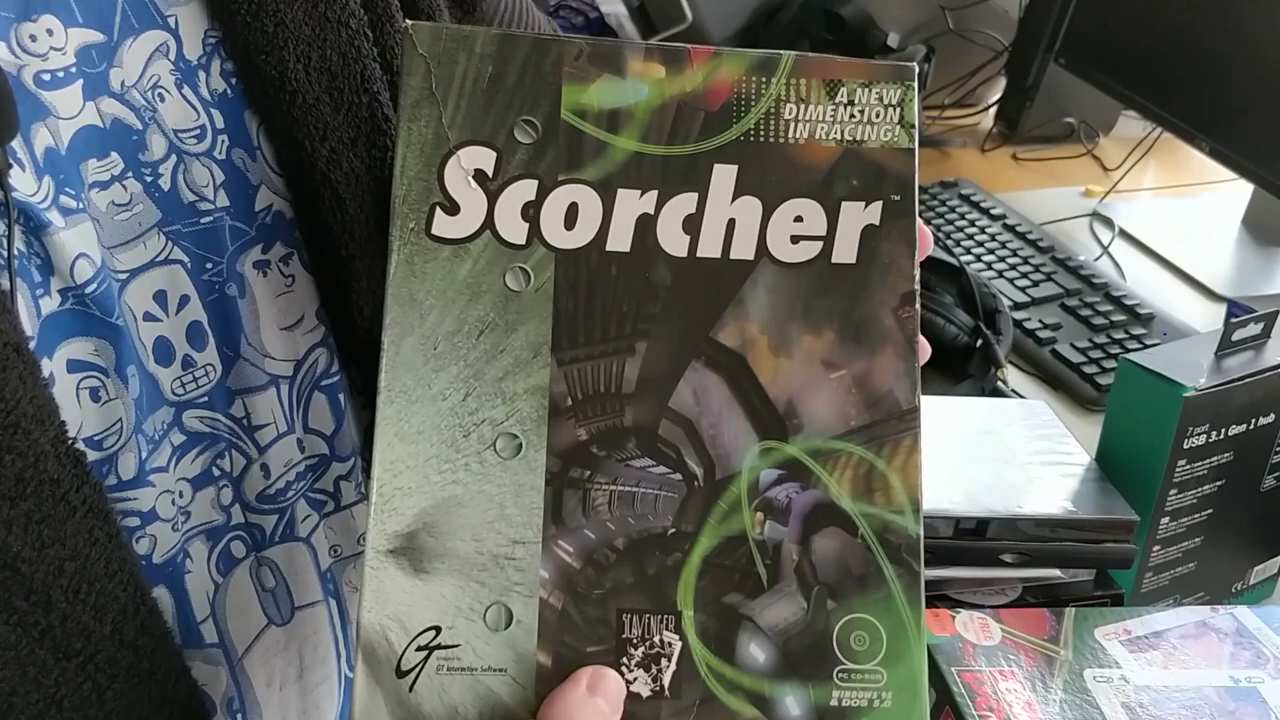 A NEW
DIMENSION
IN RACING!
Scorcher™
SCAVENGER
GT
GT Interactive Software
PC CD-ROM
WINDOWS '95
& DOS 5.0
7 port
USB 3.1 Gen 1 hub
FREE